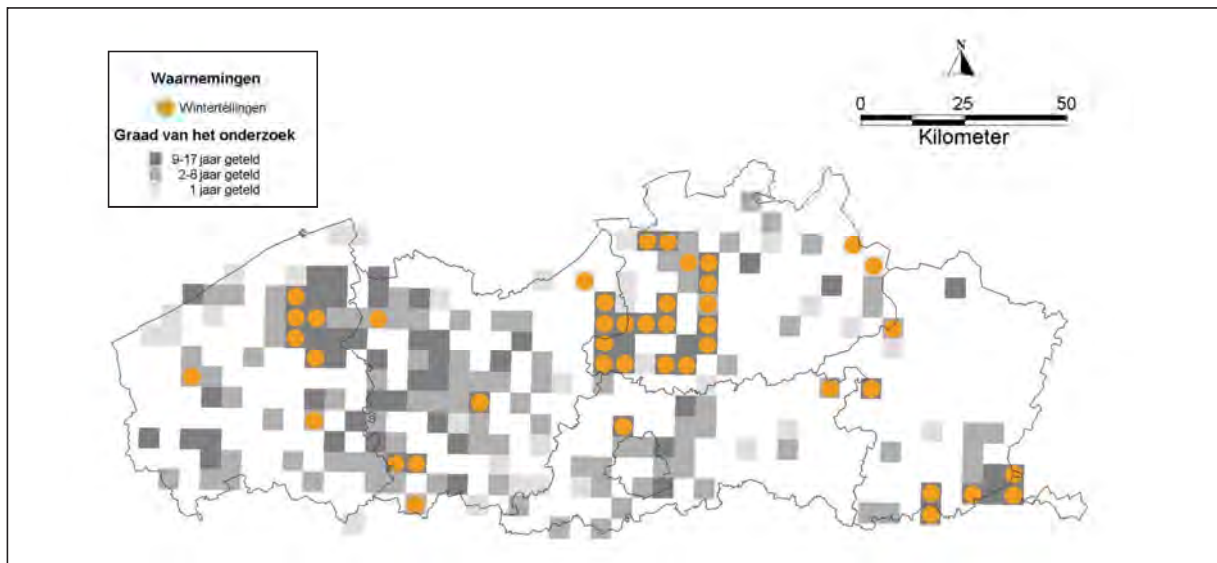 Waarnemingen
Wintertellingen
Graad van het onderzoek
9-17 jaar geteld
2-8 jaar geteld
1 jaar geteld
N
0 25 50
Kilometer